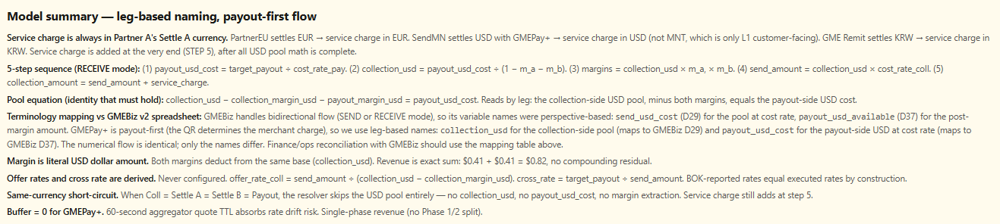 Model summary — leg-based naming, payout-first flow
Service charge is always in Partner A's Settle A currency. PartnerEU settles EUR → service charge in EUR. SendMN settles USD with GMEPay+ → service charge in USD (not MNT, which is only L1 customer-facing). GME Remit settles KRW → service charge in
KRW. Service charge is added at the very end (STEP 5), after all USD pool math is complete.
5-step sequence (RECEIVE mode): (1) payout_usd_cost = target_payout ÷ cost_rate_pay. (2) collection_usd = payout_usd_cost ÷ (1 − m_a − m_b). (3) margins = collection_usd × m_a, × m_b. (4) send_amount = collection_usd × cost_rate_coll. (5)
collection_amount = send_amount + service_charge.
Pool equation (identity that must hold): collection_usd − collection_margin_usd − payout_margin_usd = payout_usd_cost. Reads by leg: the collection-side USD pool, minus both margins, equals the payout-side USD cost.
Terminology mapping vs GMEBiz v2 spreadsheet: GMEBiz handles bidirectional flow (SEND or RECEIVE mode), so its variable names were perspective-based: send_usd_cost (D29) for the pool at cost rate, payout_usd_available (D37) for the post-
margin amount. GMEPay+ is payout-first (the QR determines the merchant charge), so we use leg-based names: collection_usd for the collection-side pool (maps to GMEBiz D29) and payout_usd_cost for the payout-side USD at cost rate (maps to
GMEBiz D37). The numerical flow is identical; only the names differ. Finance/ops reconciliation with GMEBiz should use the mapping table above.
Margin is literal USD dollar amount. Both margins deduct from the same base (collection_usd). Revenue is exact sum: $0.41 + $0.41 = $0.82, no compounding residual.
Offer rates and cross rate are derived. Never configured. offer_rate_coll = send_amount ÷ (collection_usd − collection_margin_usd). cross_rate = target_payout ÷ send_amount. BOK-reported rates equal executed rates by construction.
Same-currency short-circuit. When Coll = Settle A = Settle B = Payout, the resolver skips the USD pool entirely — no collection_usd, no payout_usd_cost, no margin extraction. Service charge still adds at step 5.
Buffer = 0 for GMEPay+. 60-second aggregator quote TTL absorbs rate drift risk. Single-phase revenue (no Phase 1/2 split).